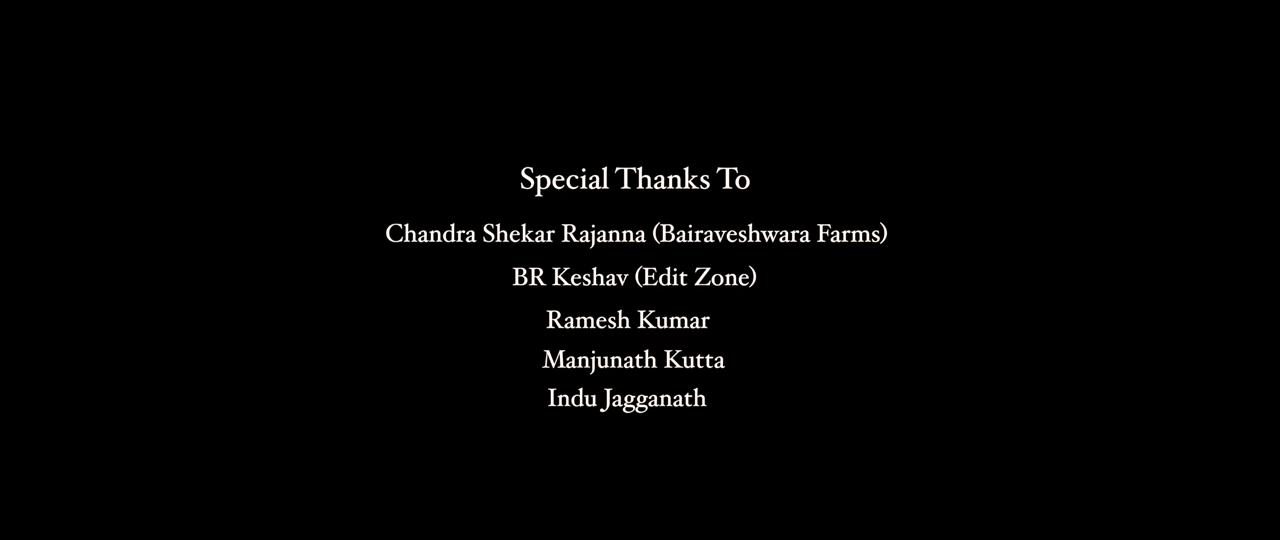 Special Thanks To
Chandra Shekar Rajanna (Bairaveshwara Farms)
BR Keshav (Edit Zone)
Ramesh Kumar
Manjunath Kutta
Indu Jagganath